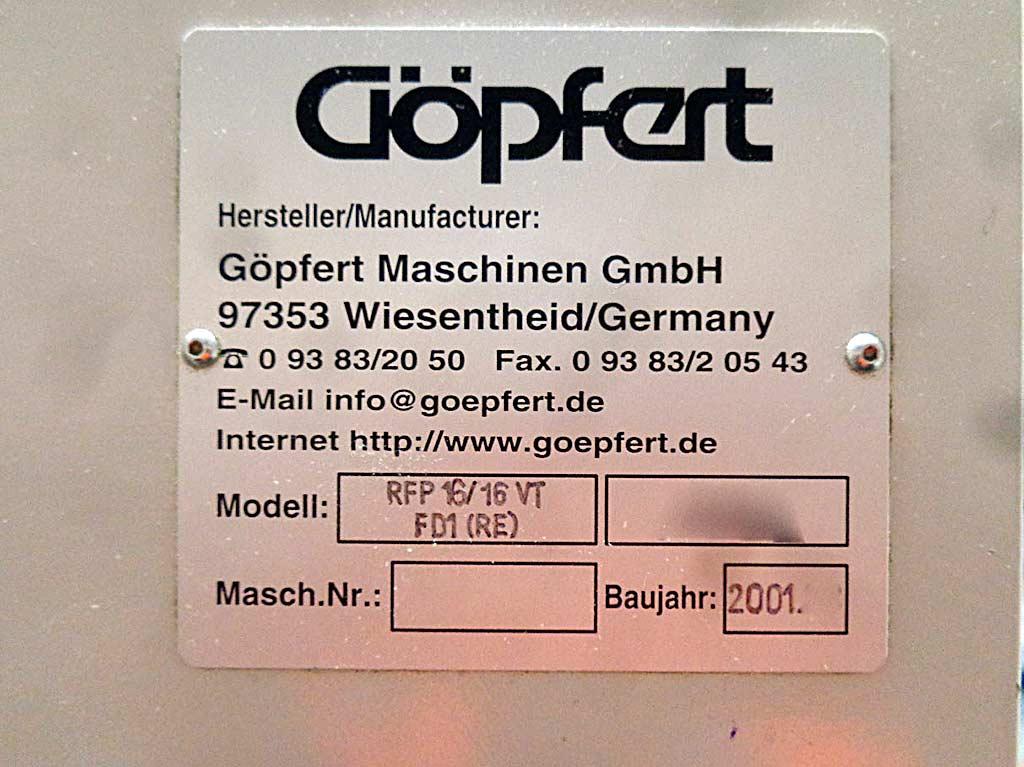 Göpfert
Hersteller/Manufacturer:
Göpfert Maschinen GmbH
97353 Wiesentheid/Germany
☎ 0 93 83/20 50 Fax. 0 93 83/2 05 43
E-Mail info@goepfert.de
Internet http://www.goepfert.de
Modell: RFP 16/16 VT
FD1 (RE)
Masch.Nr.: Baujahr: 2001.